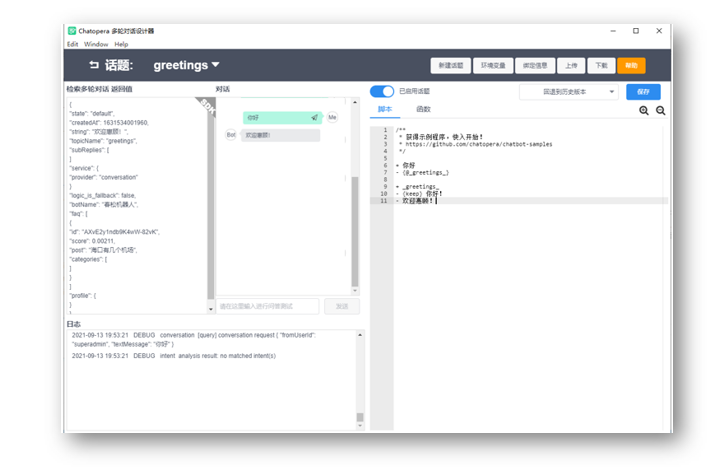 Chatopera 多轮对话设计器
Edit Window Help
话题: greetings
新建话题 环境变量 绑定信息 上传 下载 帮助
检索多轮对话 返回值
{
"state": "default",
"createdAt": 1631534001960,
"string": "欢迎惠顾！",
"topicName": "greetings",
"subReplies": [
]
"service": {
"provider": "conversation"
}
"logic_is_fallback": false,
"botName": "春松机器人",
"faq": [
{
"id": "AXvE2y1ndb9K4wW-82vK",
"score": 0.00211,
"post": "海口有几个机场",
"categories": [
]
}
]
"profile": {
}
}
SDK
对话
你好
Me
Bot
欢迎惠顾！
请在这里输入进行问答测试
发送
日志
2021-09-13 19:53:21 DEBUG conversation [query] conversation request { "fromUserId":
"superadmin", "textMessage": "你好" }
2021-09-13 19:53:21 DEBUG intent analysis result: no matched intent(s)
已启用话题
回退到历史版本
保存
脚本 函数
1 /**
2 * 获得示例程序，快入开始！
3 * https://github.com/chatopera/chatbot-samples
4 */
5
6 + 你好
7 - {@_greetings_}
8
9 + _greetings_
10 - {keep} 你好！
11 - 欢迎惠顾！